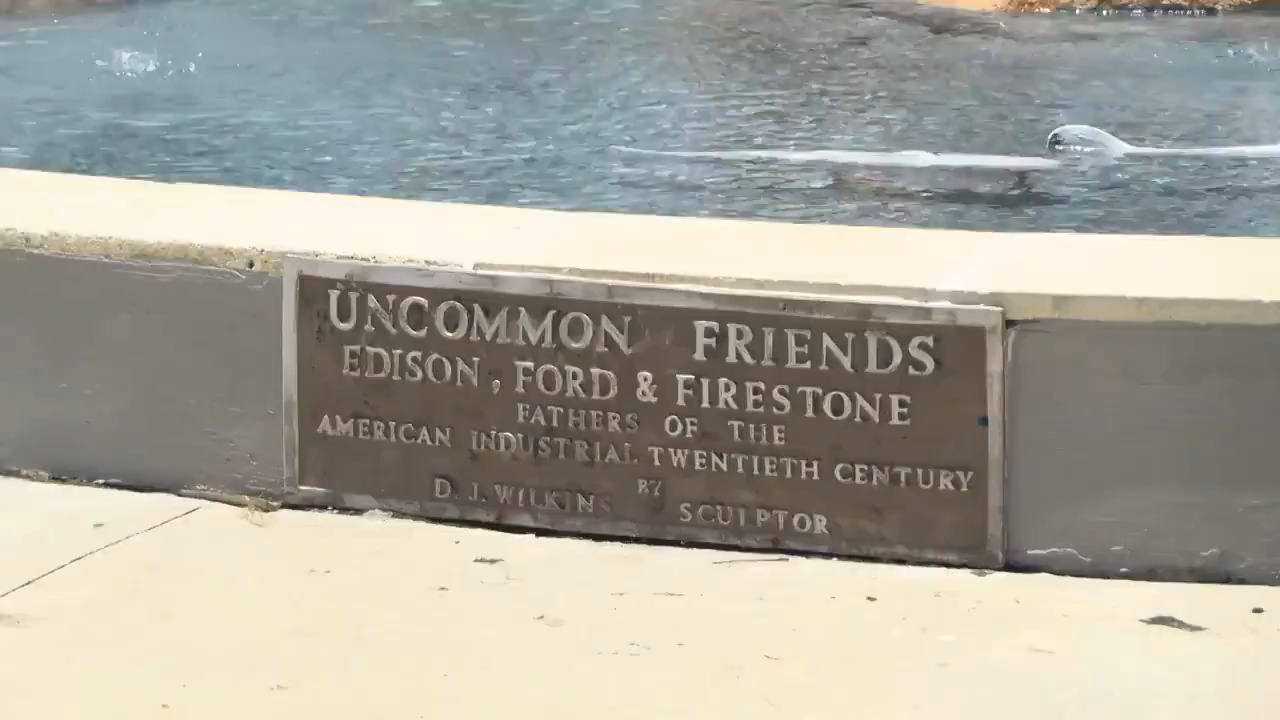 UNCOMMON FRIENDS
EDISON, FORD & FIRESTONE
FATHERS OF THE
AMERICAN INDUSTRIAL TWENTIETH CENTURY
BY
D. J. WILKINS SCULPTOR